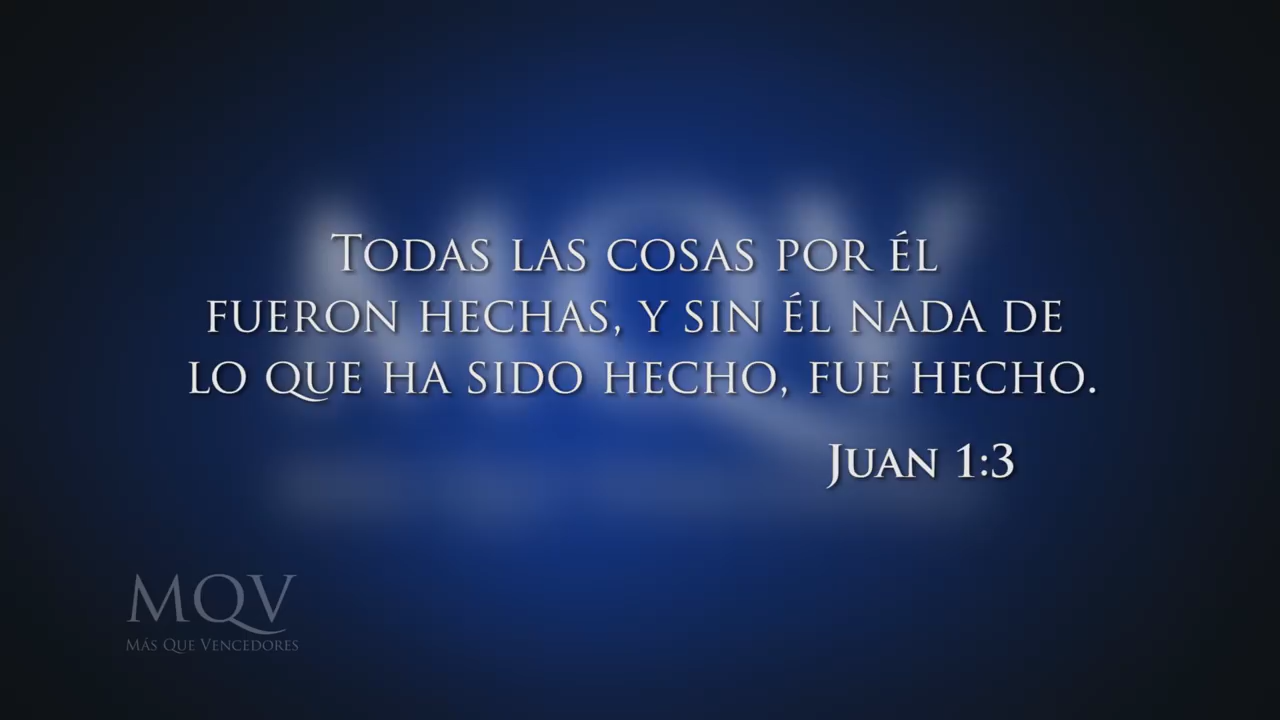 Todas las cosas por él
fueron hechas, y sin él nada de
lo que ha sido hecho, fue hecho.
Juan 1:3
MQV
Más Que Vencedores